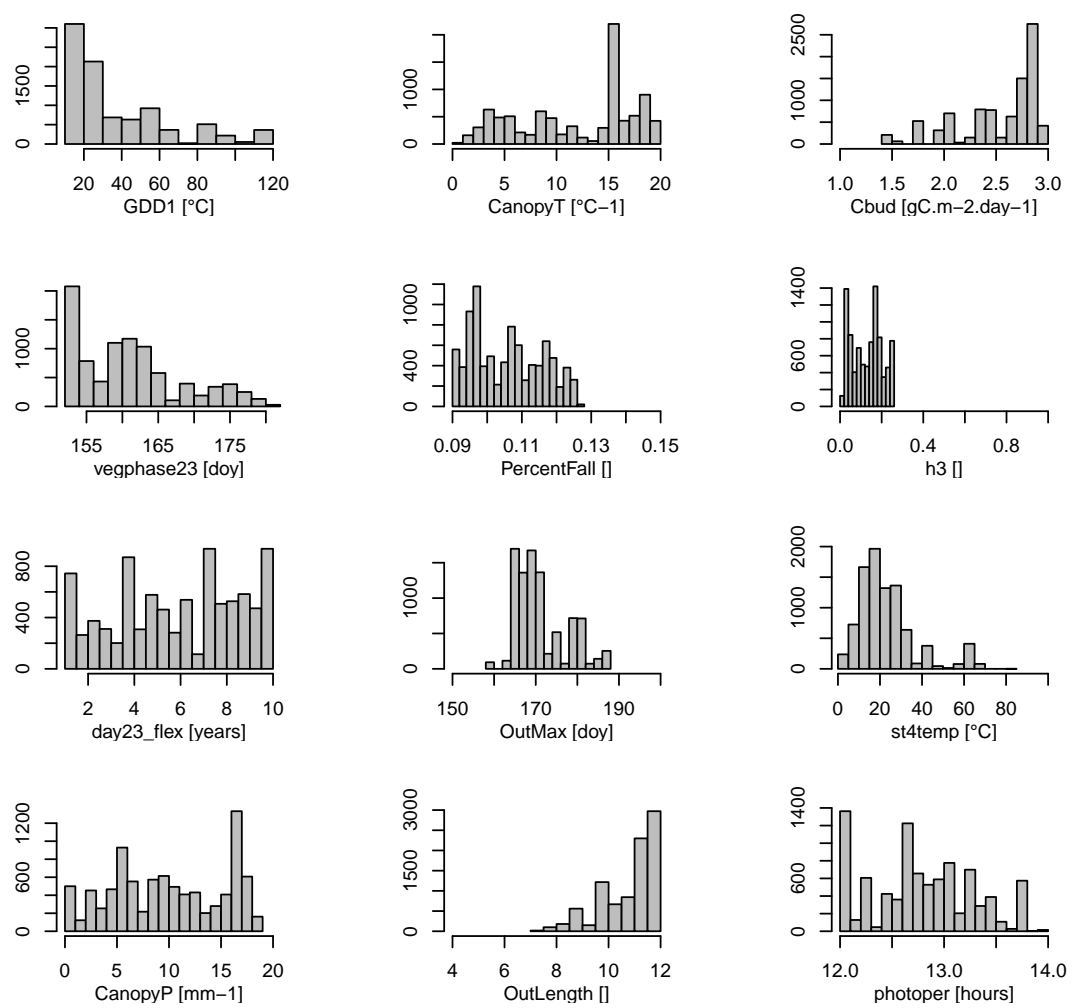 0 1500
20 40 60 80 120
GDD1 [°C]
0 1000
0 5 10 15 20
CanopyT [°C−1]
0 1000 2500
1.0 1.5 2.0 2.5 3.0
Cbud [gC.m−2.day−1]
0 1000
155 165 175
vegphase23 [doy]
0 400 1000
0.09 0.11 0.13 0.15
PercentFall []
0 600 1400
0.0 0.4 0.8
h3 []
0 400 800
2 4 6 8 10
day23_flex [years]
0 1000
150 170 190
OutMax [doy]
0 1000 2000
0 20 40 60 80
st4temp [°C]
0 600 1200
0 5 10 15 20
CanopyP [mm−1]
0 1500 3000
4 6 8 10 12
OutLength []
0 600 1400
12.0 13.0 14.0
photoper [hours]